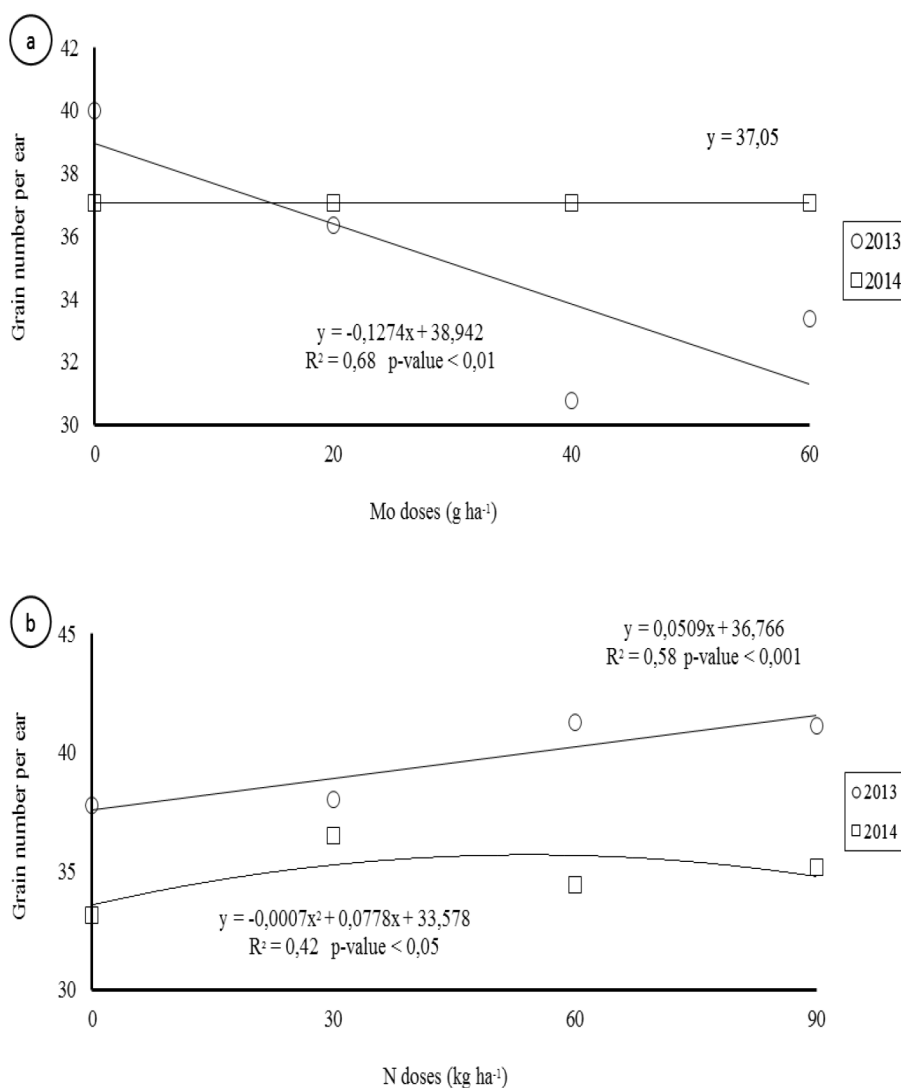 a
42
40
38
36
34
32
30
Grain number per ear
y = 37,05
y = -0,1274x + 38,942
R² = 0,68 p-value < 0,01
2013
2014
0 20 40 60
Mo doses (g ha⁻¹)
b
45
40
35
30
Grain number per ear
y = 0,0509x + 36,766
R² = 0,58 p-value < 0,001
2013
2014
y = -0,0007x² + 0,0778x + 33,578
R² = 0,42 p-value < 0,05
0 30 60 90
N doses (kg ha⁻¹)